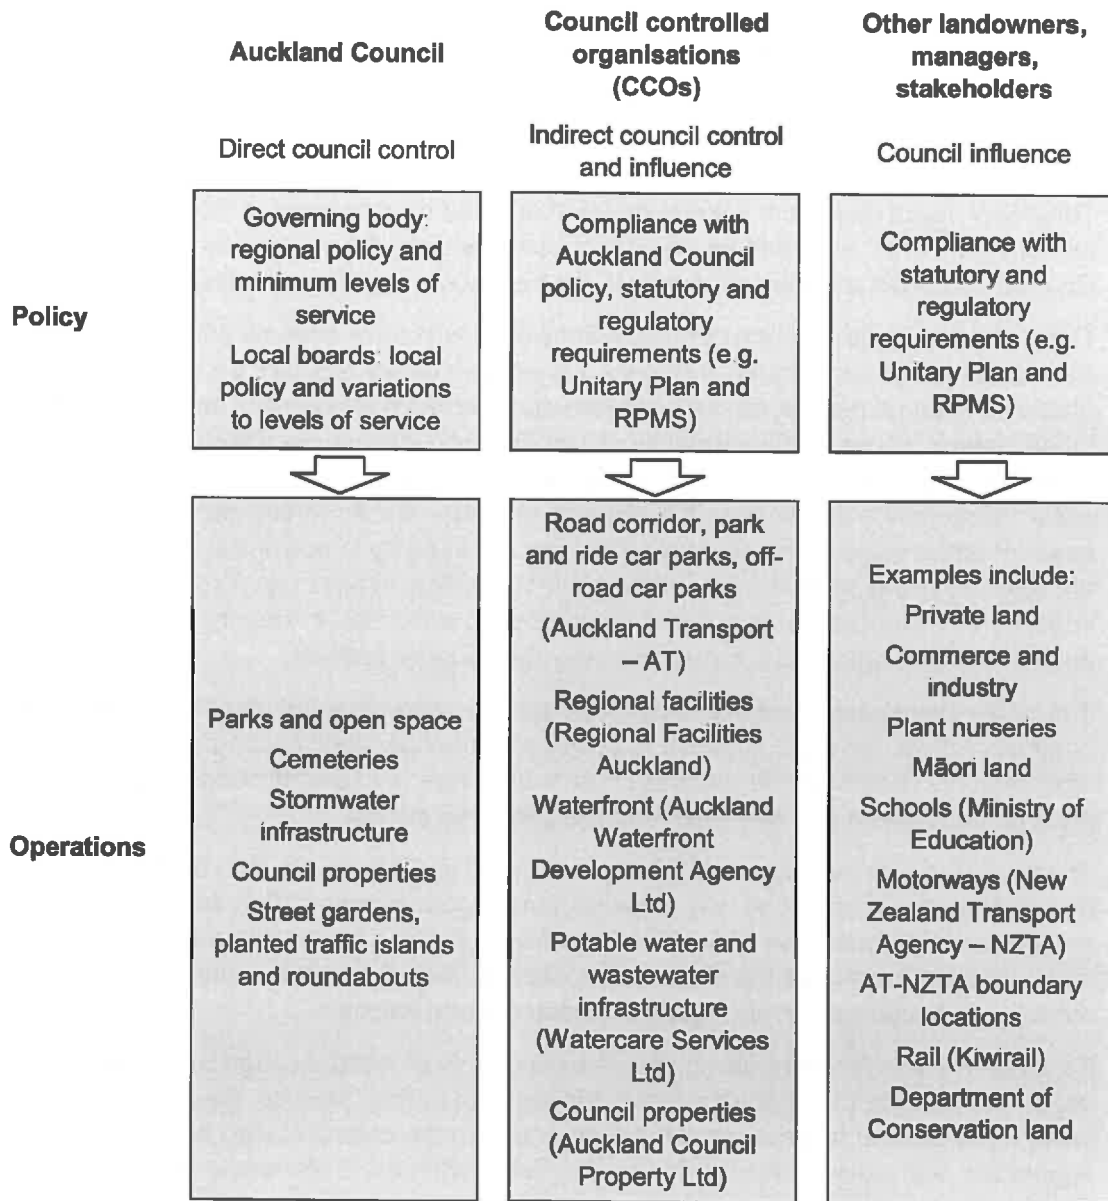 Auckland Council
Council controlled
organisations
(CCOs)
Other landowners,
managers,
stakeholders
Direct council control
Indirect council control
and influence
Council influence
Policy
Governing body:
regional policy and
minimum levels of
service
Local boards: local
policy and variations
to levels of service
Compliance with
Auckland Council
policy, statutory and
regulatory
requirements (e.g.
Unitary Plan and
RPMS)
Compliance with
statutory and
regulatory
requirements (e.g.
Unitary Plan and
RPMS)
Operations
Parks and open space
Cemeteries
Stormwater
infrastructure
Council properties
Street gardens,
planted traffic islands
and roundabouts
Road corridor, park
and ride car parks, off-
road car parks
(Auckland Transport
– AT)
Regional facilities
(Regional Facilities
Auckland)
Waterfront (Auckland
Waterfront
Development Agency
Ltd)
Potable water and
wastewater
infrastructure
(Watercare Services
Ltd)
Council properties
(Auckland Council
Property Ltd)
Examples include:
Private land
Commerce and
industry
Plant nurseries
Māori land
Schools (Ministry of
Education)
Motorways (New
Zealand Transport
Agency – NZTA)
AT-NZTA boundary
locations
Rail (Kiwirail)
Department of
Conservation land